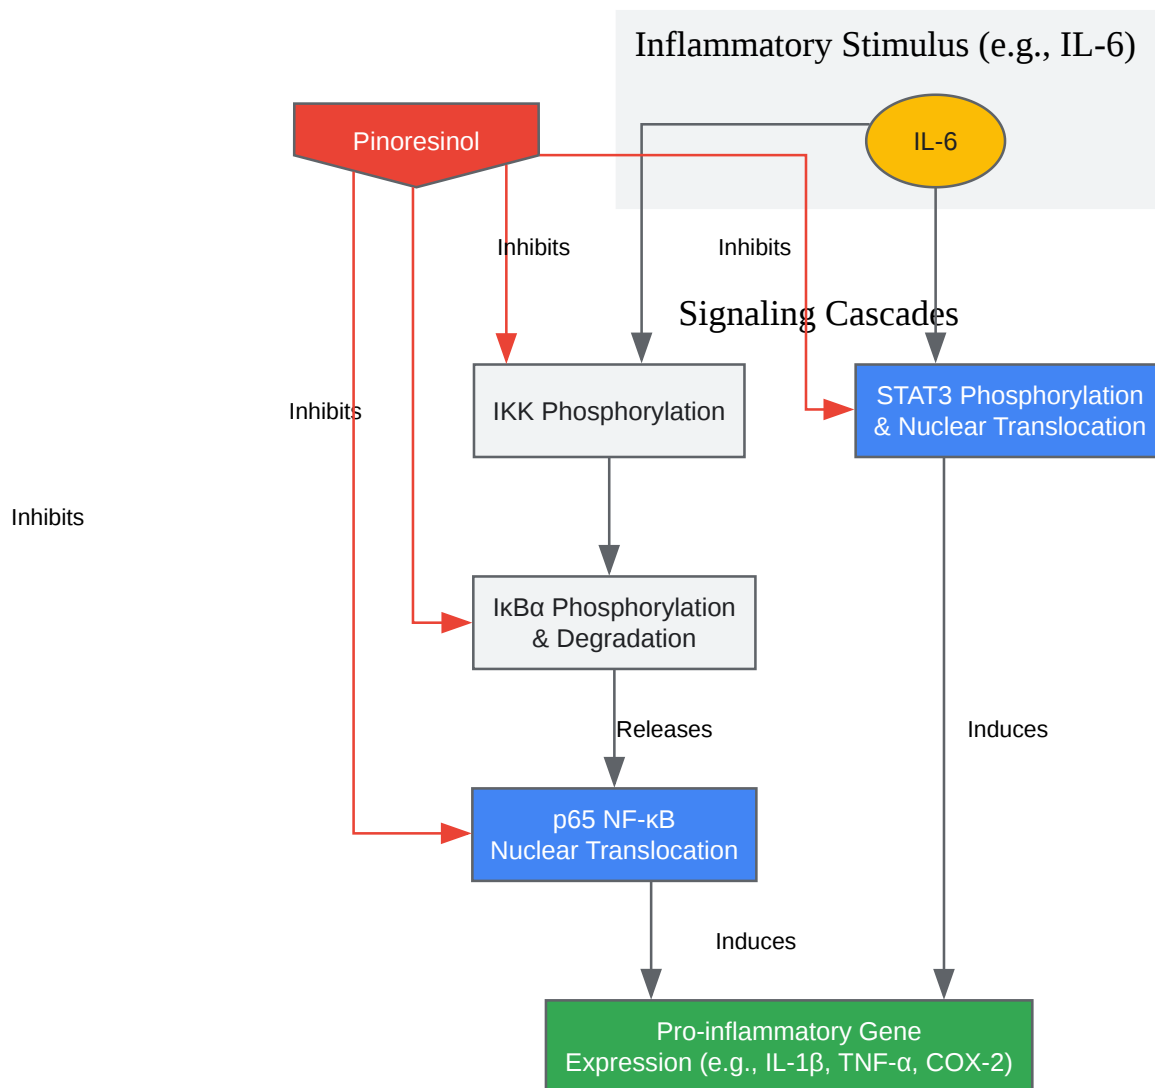 Inflammatory Stimulus (e.g., IL-6)
Pinoresinol
IL-6
Inhibits
Inhibits
Signaling Cascades
IKK Phosphorylation
STAT3 Phosphorylation
& Nuclear Translocation
Inhibits
Inhibits
IκBα Phosphorylation
& Degradation
Releases
Induces
p65 NF-κB
Nuclear Translocation
Induces
Pro-inflammatory Gene
Expression (e.g., IL-1β, TNF-α, COX-2)